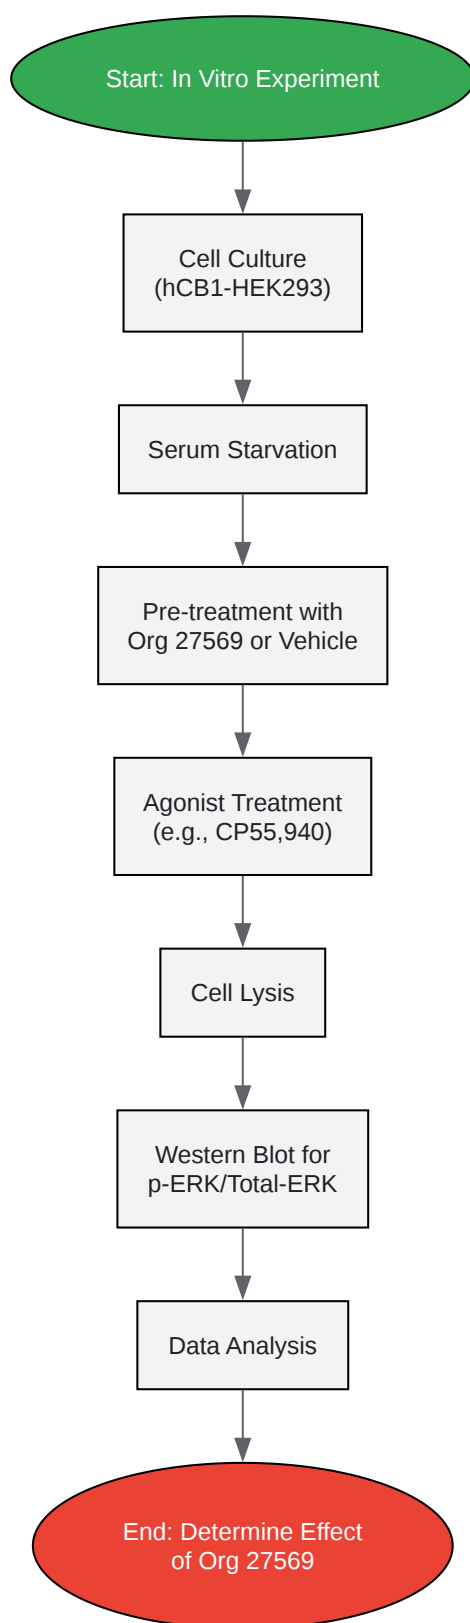 Start: In Vitro Experiment
Cell Culture
(hCB1-HEK293)
Serum Starvation
Pre-treatment with
Org 27569 or Vehicle
Agonist Treatment
(e.g., CP55,940)
Cell Lysis
Western Blot for
p-ERK/Total-ERK
Data Analysis
End: Determine Effect
of Org 27569